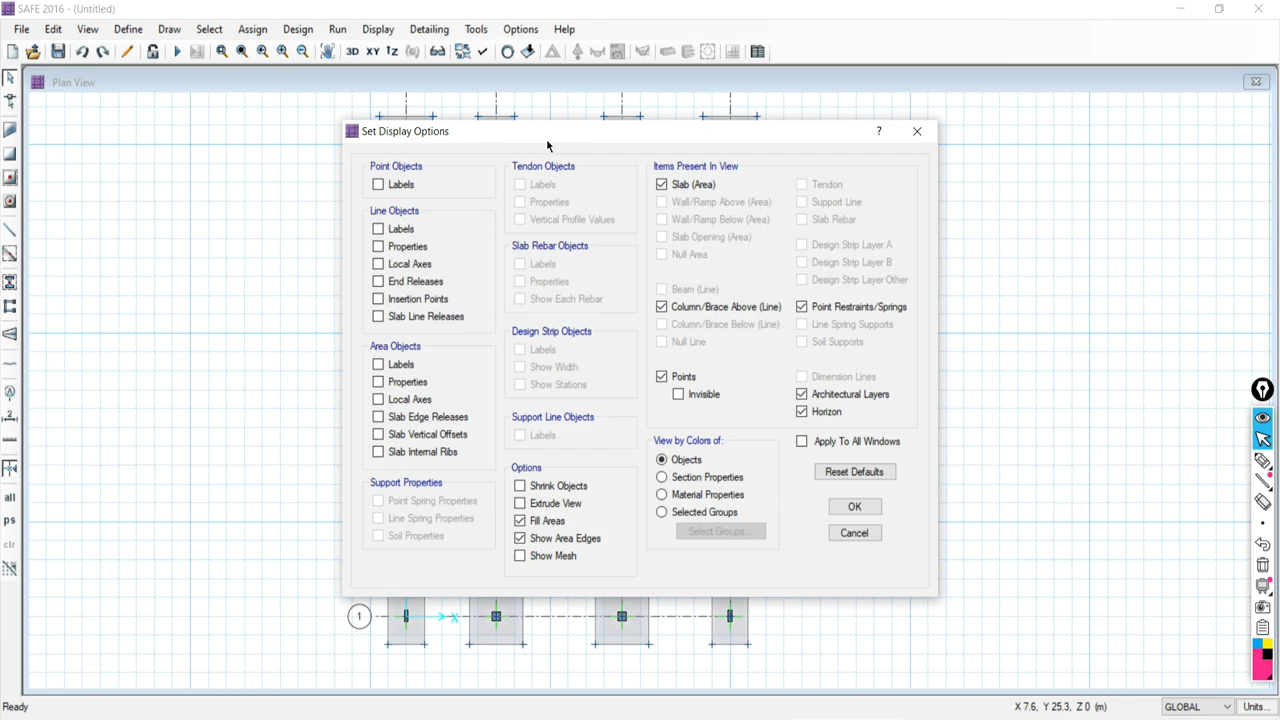 SAFE 2016 - (Untitled)
File Edit View Define Draw Select Assign Design Run Display Detailing Tools Options Help
3D XY
Plan View
Set Display Options
?
Point Objects
Labels
Line Objects
Labels
Properties
Local Axes
End Releases
Insertion Points
Slab Line Releases
Area Objects
Labels
Properties
Local Axes
Slab Edge Releases
Slab Vertical Offsets
Slab Internal Ribs
Support Properties
Point Spring Properties
Line Spring Properties
Soil Properties
Tendon Objects
Labels
Properties
Vertical Profile Values
Slab Rebar Objects
Labels
Properties
Show Each Rebar
Design Strip Objects
Labels
Show Width
Show Stations
Support Line Objects
Labels
Options
Shrink Objects
Extrude View
Fill Areas
Show Area Edges
Show Mesh
Items Present In View
Slab (Area)
Wall/Ramp Above (Area)
Wall/Ramp Below (Area)
Slab Opening (Area)
Null Area
Beam (Line)
Column/Brace Above (Line)
Column/Brace Below (Line)
Null Line
Points
Invisible
Tendon
Support Line
Slab Rebar
Design Strip Layer A
Design Strip Layer B
Design Strip Layer Other
Point Restraints/Springs
Line Spring Supports
Soil Supports
Dimension Lines
Architectural Layers
Horizon
View by Colors of:
Objects
Section Properties
Material Properties
Selected Groups
Select Groups...
Apply To All Windows
Reset Defaults
OK
Cancel
all
ps
clr
1
X
Ready
X 7.6, Y 25.3, Z 0 (m)
GLOBAL
Units...